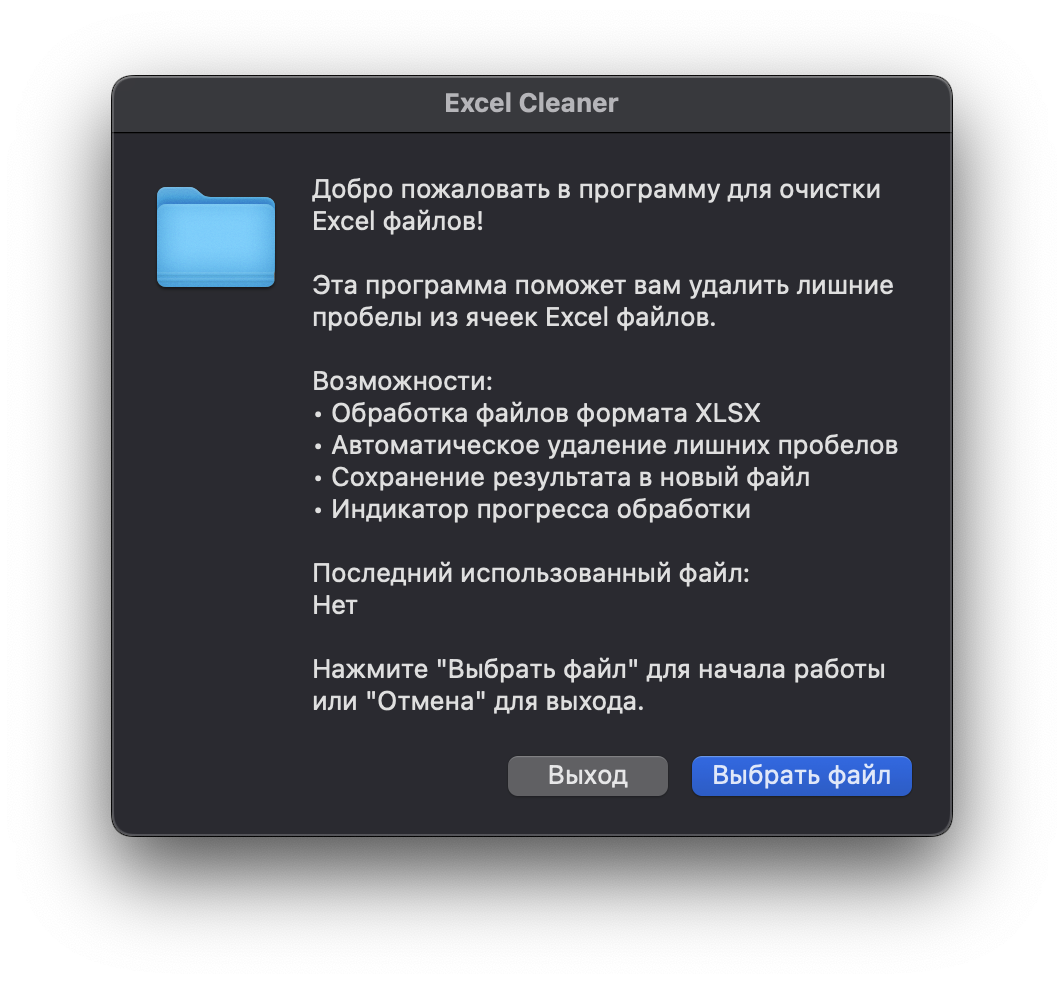 Excel Cleaner
Добро пожаловать в программу для очистки
Excel файлов!
Эта программа поможет вам удалить лишние
пробелы из ячеек Excel файлов.
Возможности:
• Обработка файлов формата XLSX
• Автоматическое удаление лишних пробелов
• Сохранение результата в новый файл
• Индикатор прогресса обработки
Последний использованный файл:
Нет
Нажмите "Выбрать файл" для начала работы
или "Отмена" для выхода.
Выход
Выбрать файл